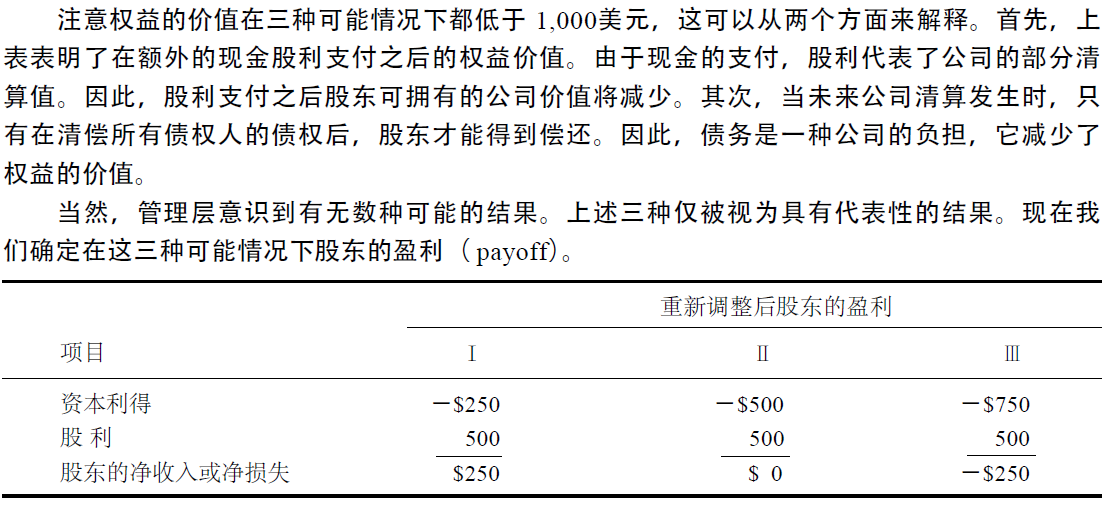 注意权益的价值在三种可能情况下都低于 1,000美元，这可以从两个方面来解释。首先，上
表表明了在额外的现金股利支付之后的权益价值。由于现金的支付，股利代表了公司的部分清
算值。因此，股利支付之后股东可拥有的公司价值将减少。其次，当未来公司清算发生时，只
有在清偿所有债权人的债权后，股东才能得到偿还。因此，债务是一种公司的负担，它减少了
权益的价值。
当然，管理层意识到有无数种可能的结果。上述三种仅被视为具有代表性的结果。现在我
们确定在这三种可能情况下股东的盈利（payoff)。
重新调整后股东的盈利
项目 Ⅰ Ⅱ Ⅲ
资本利得 －$250 －$500 －$750
股 利 500 500 500
股东的净收入或净损失 $250 $ 0 －$250